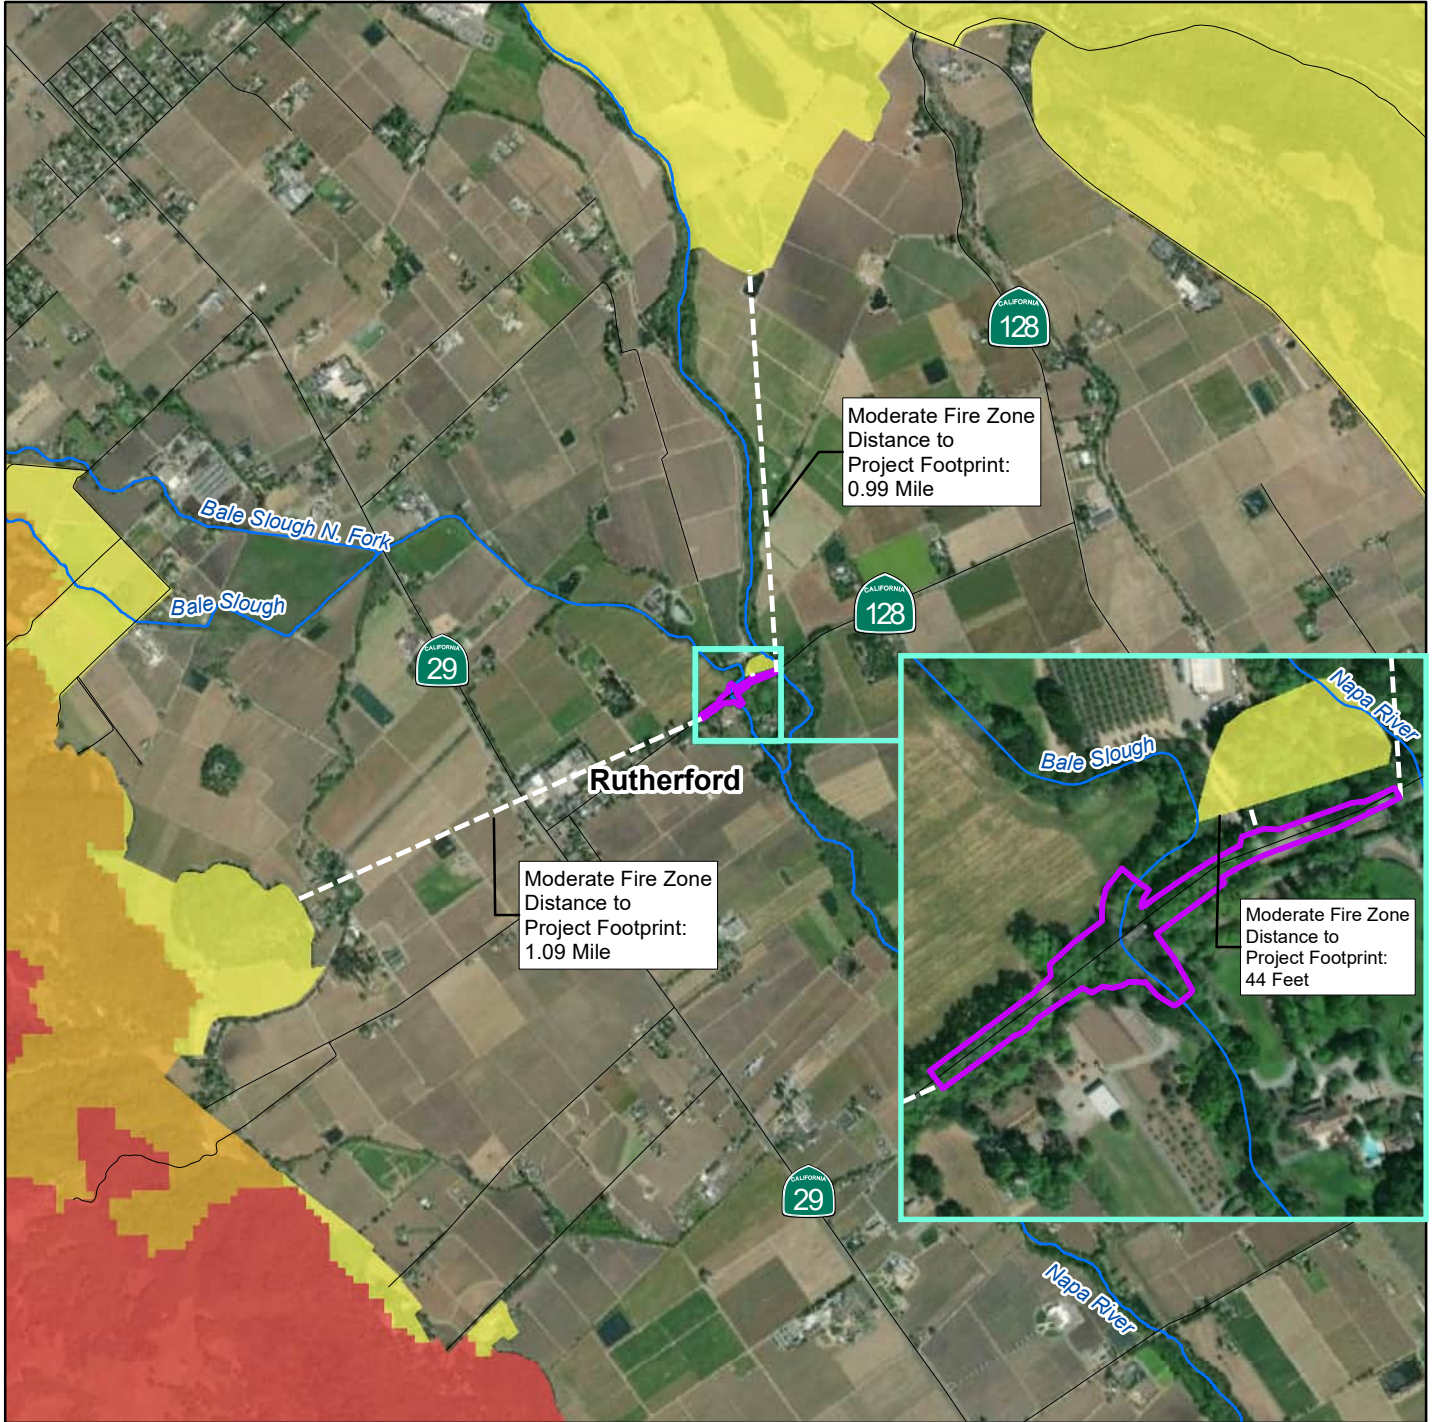 CALIFORNIA
128
Moderate Fire Zone
Distance to
Project Footprint:
0.99 Mile
Bale Slough N. Fork
Bale Slough
CALIFORNIA
128
CALIFORNIA
29
Rutherford
Moderate Fire Zone
Distance to
Project Footprint:
1.09 Mile
Napa River
Bale Slough
Moderate Fire Zone
Distance to
Project Footprint:
44 Feet
CALIFORNIA
29
Napa River